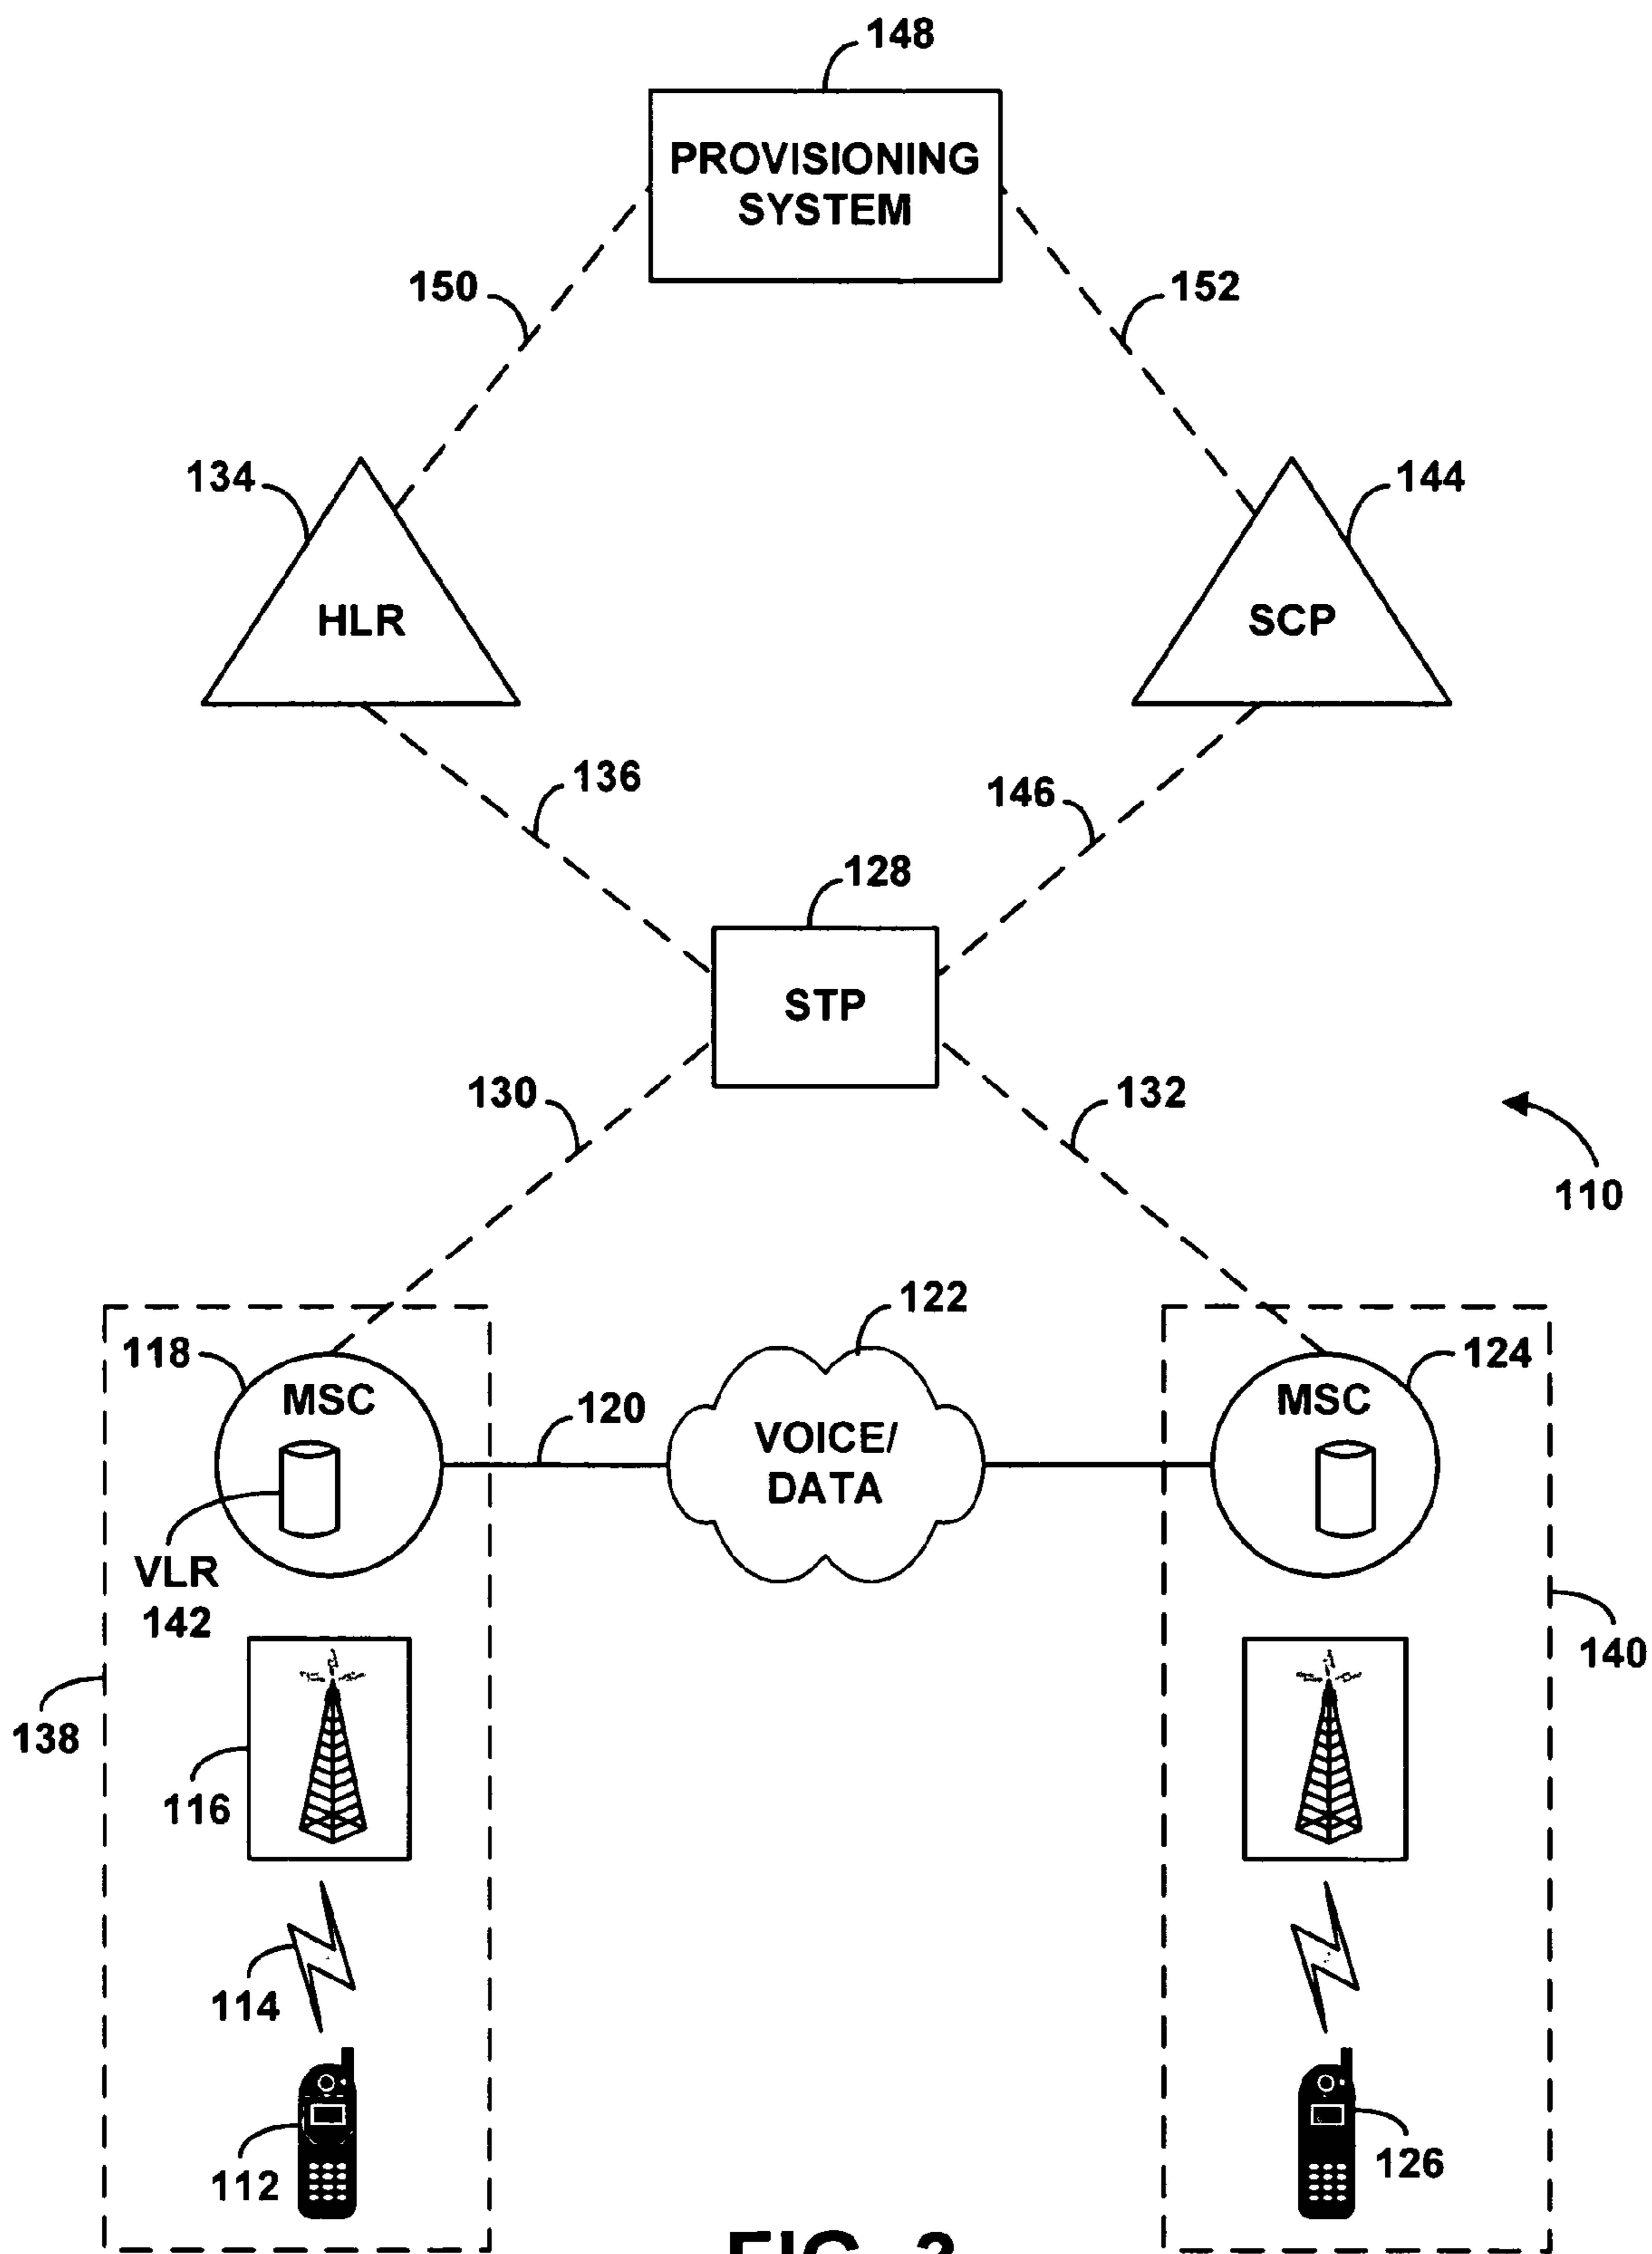 148
PROVISIONING
SYSTEM
150
152
134
144
HLR
SCP
136
146
128
STP
130
132
110
122
118
124
MSC
MSC
120
VOICE/
DATA
VLR
142
140
138
116
114
112
126